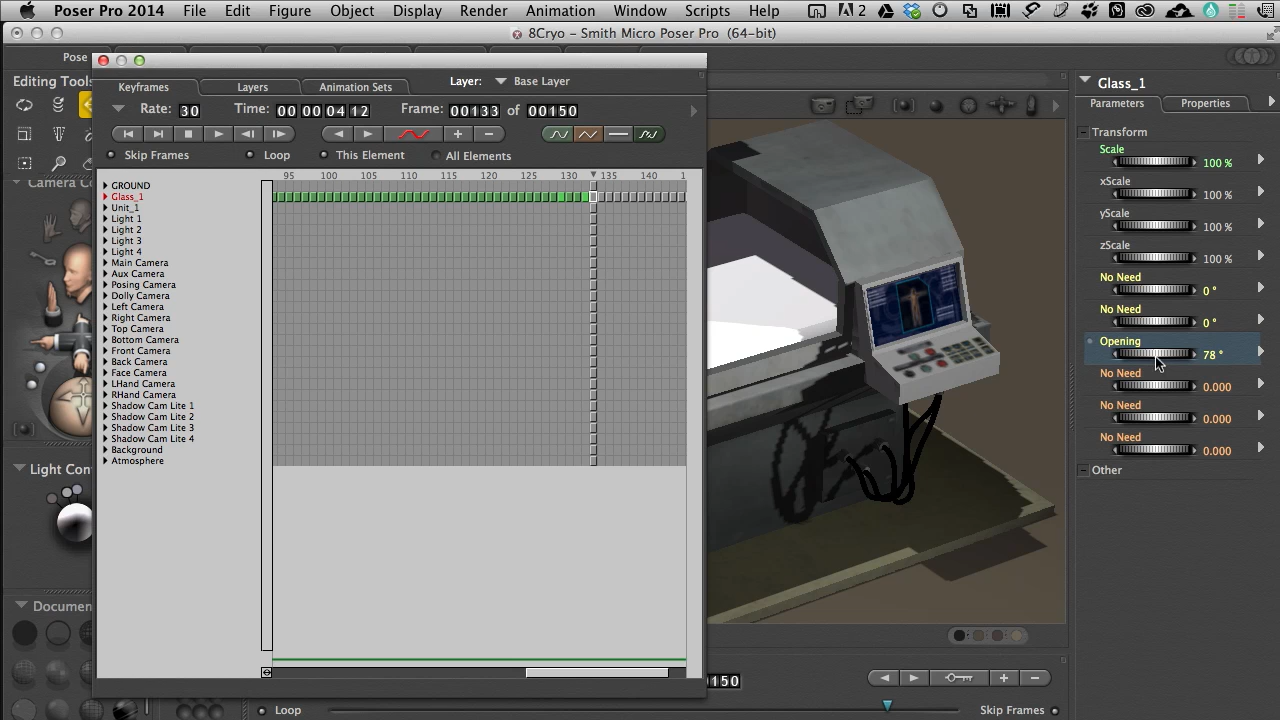 Poser Pro 2014 File Edit Figure Object Display Render Animation Window Scripts Help 2
8Cryo - Smith Micro Poser Pro (64-bit)
Pose
Editing Tools
Camera Co
Light Con
Documen
Keyframes Layers Animation Sets Layer: Base Layer
Rate: 30 Time: 00 00 04 12 Frame: 00133 of 00150
Skip Frames Loop This Element All Elements
95 100 105 110 115 120 125 130 135 140 1
GROUND
Glass_1
Unit_1
Light 1
Light 2
Light 3
Light 4
Main Camera
Aux Camera
Posing Camera
Dolly Camera
Left Camera
Right Camera
Top Camera
Bottom Camera
Front Camera
Back Camera
Face Camera
LHand Camera
RHand Camera
Shadow Cam Lite 1
Shadow Cam Lite 2
Shadow Cam Lite 3
Shadow Cam Lite 4
Background
Atmosphere
150
Loop Skip Frames
Glass_1
Parameters Properties
Transform
Scale
100 %
xScale
100 %
yScale
100 %
zScale
100 %
No Need
0 °
No Need
0 °
Opening
78 °
No Need
0.000
No Need
0.000
No Need
0.000
Other